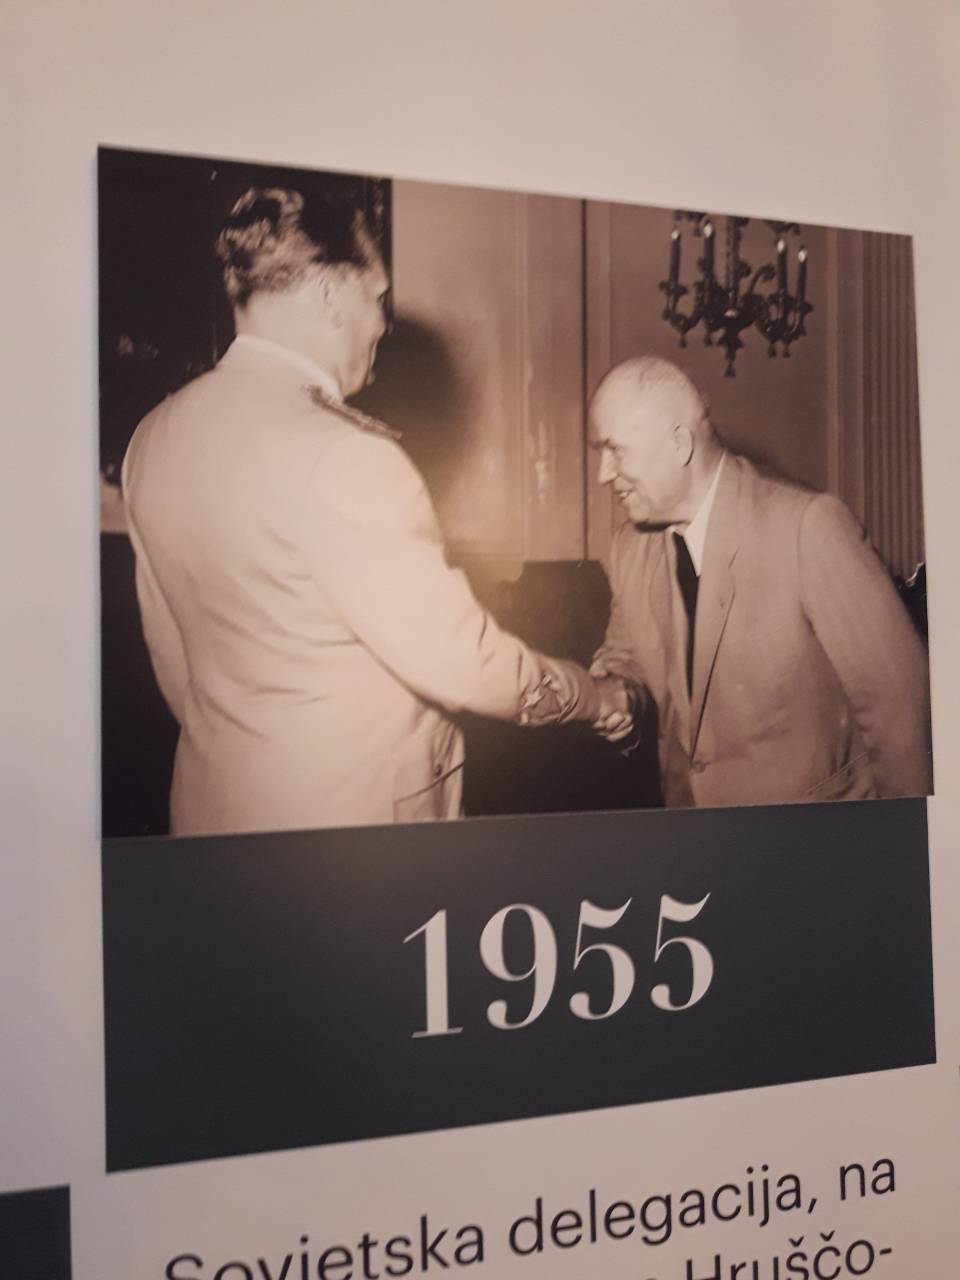 1955
Sovjetska delegacija, na
Hruščo-